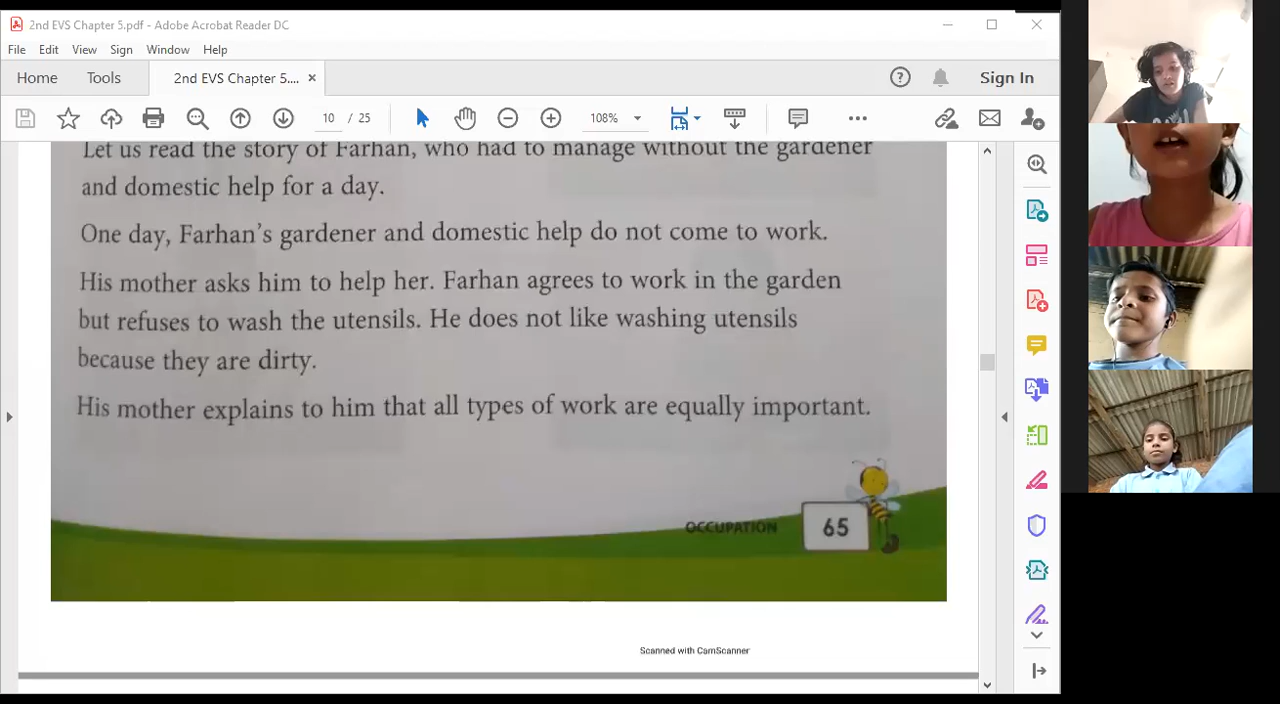 2nd EVS Chapter 5.pdf - Adobe Acrobat Reader DC
File Edit View Sign Window Help
Home Tools 2nd EVS Chapter 5.... × Sign In
10 / 25 108%
Let us read the story of Farhan, who had to manage without the gardener
and domestic help for a day.
One day, Farhan's gardener and domestic help do not come to work.
His mother asks him to help her. Farhan agrees to work in the garden
but refuses to wash the utensils. He does not like washing utensils
because they are dirty.
His mother explains to him that all types of work are equally important.
OCCUPATION 65
Scanned with CamScanner